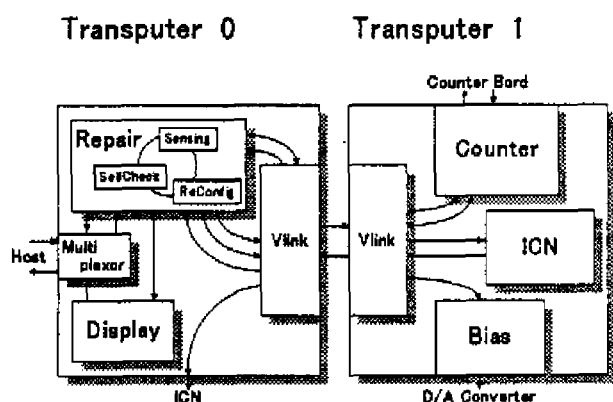 Transputer 0
Transputer 1
Counter Bord
Repair
Sensing
SelfCheck
ReConfig
Counter
Host
Multi
plexor
Vlink
Vlink
ICN
Display
Bias
ICN
D/A Converter